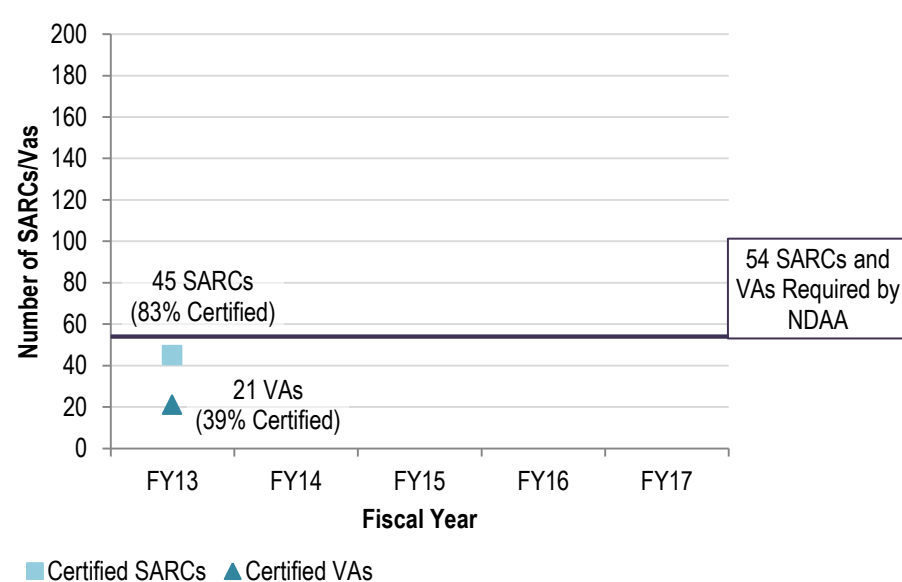 200
180
160
140
120
100
80
60
40
20
0
Number of SARCs/Vas
45 SARCs
(83% Certified)
21 VAs
(39% Certified)
54 SARCs and
VAs Required by
NDAA
FY13 FY14 FY15 FY16 FY17
Fiscal Year
Certified SARCs Certified VAs